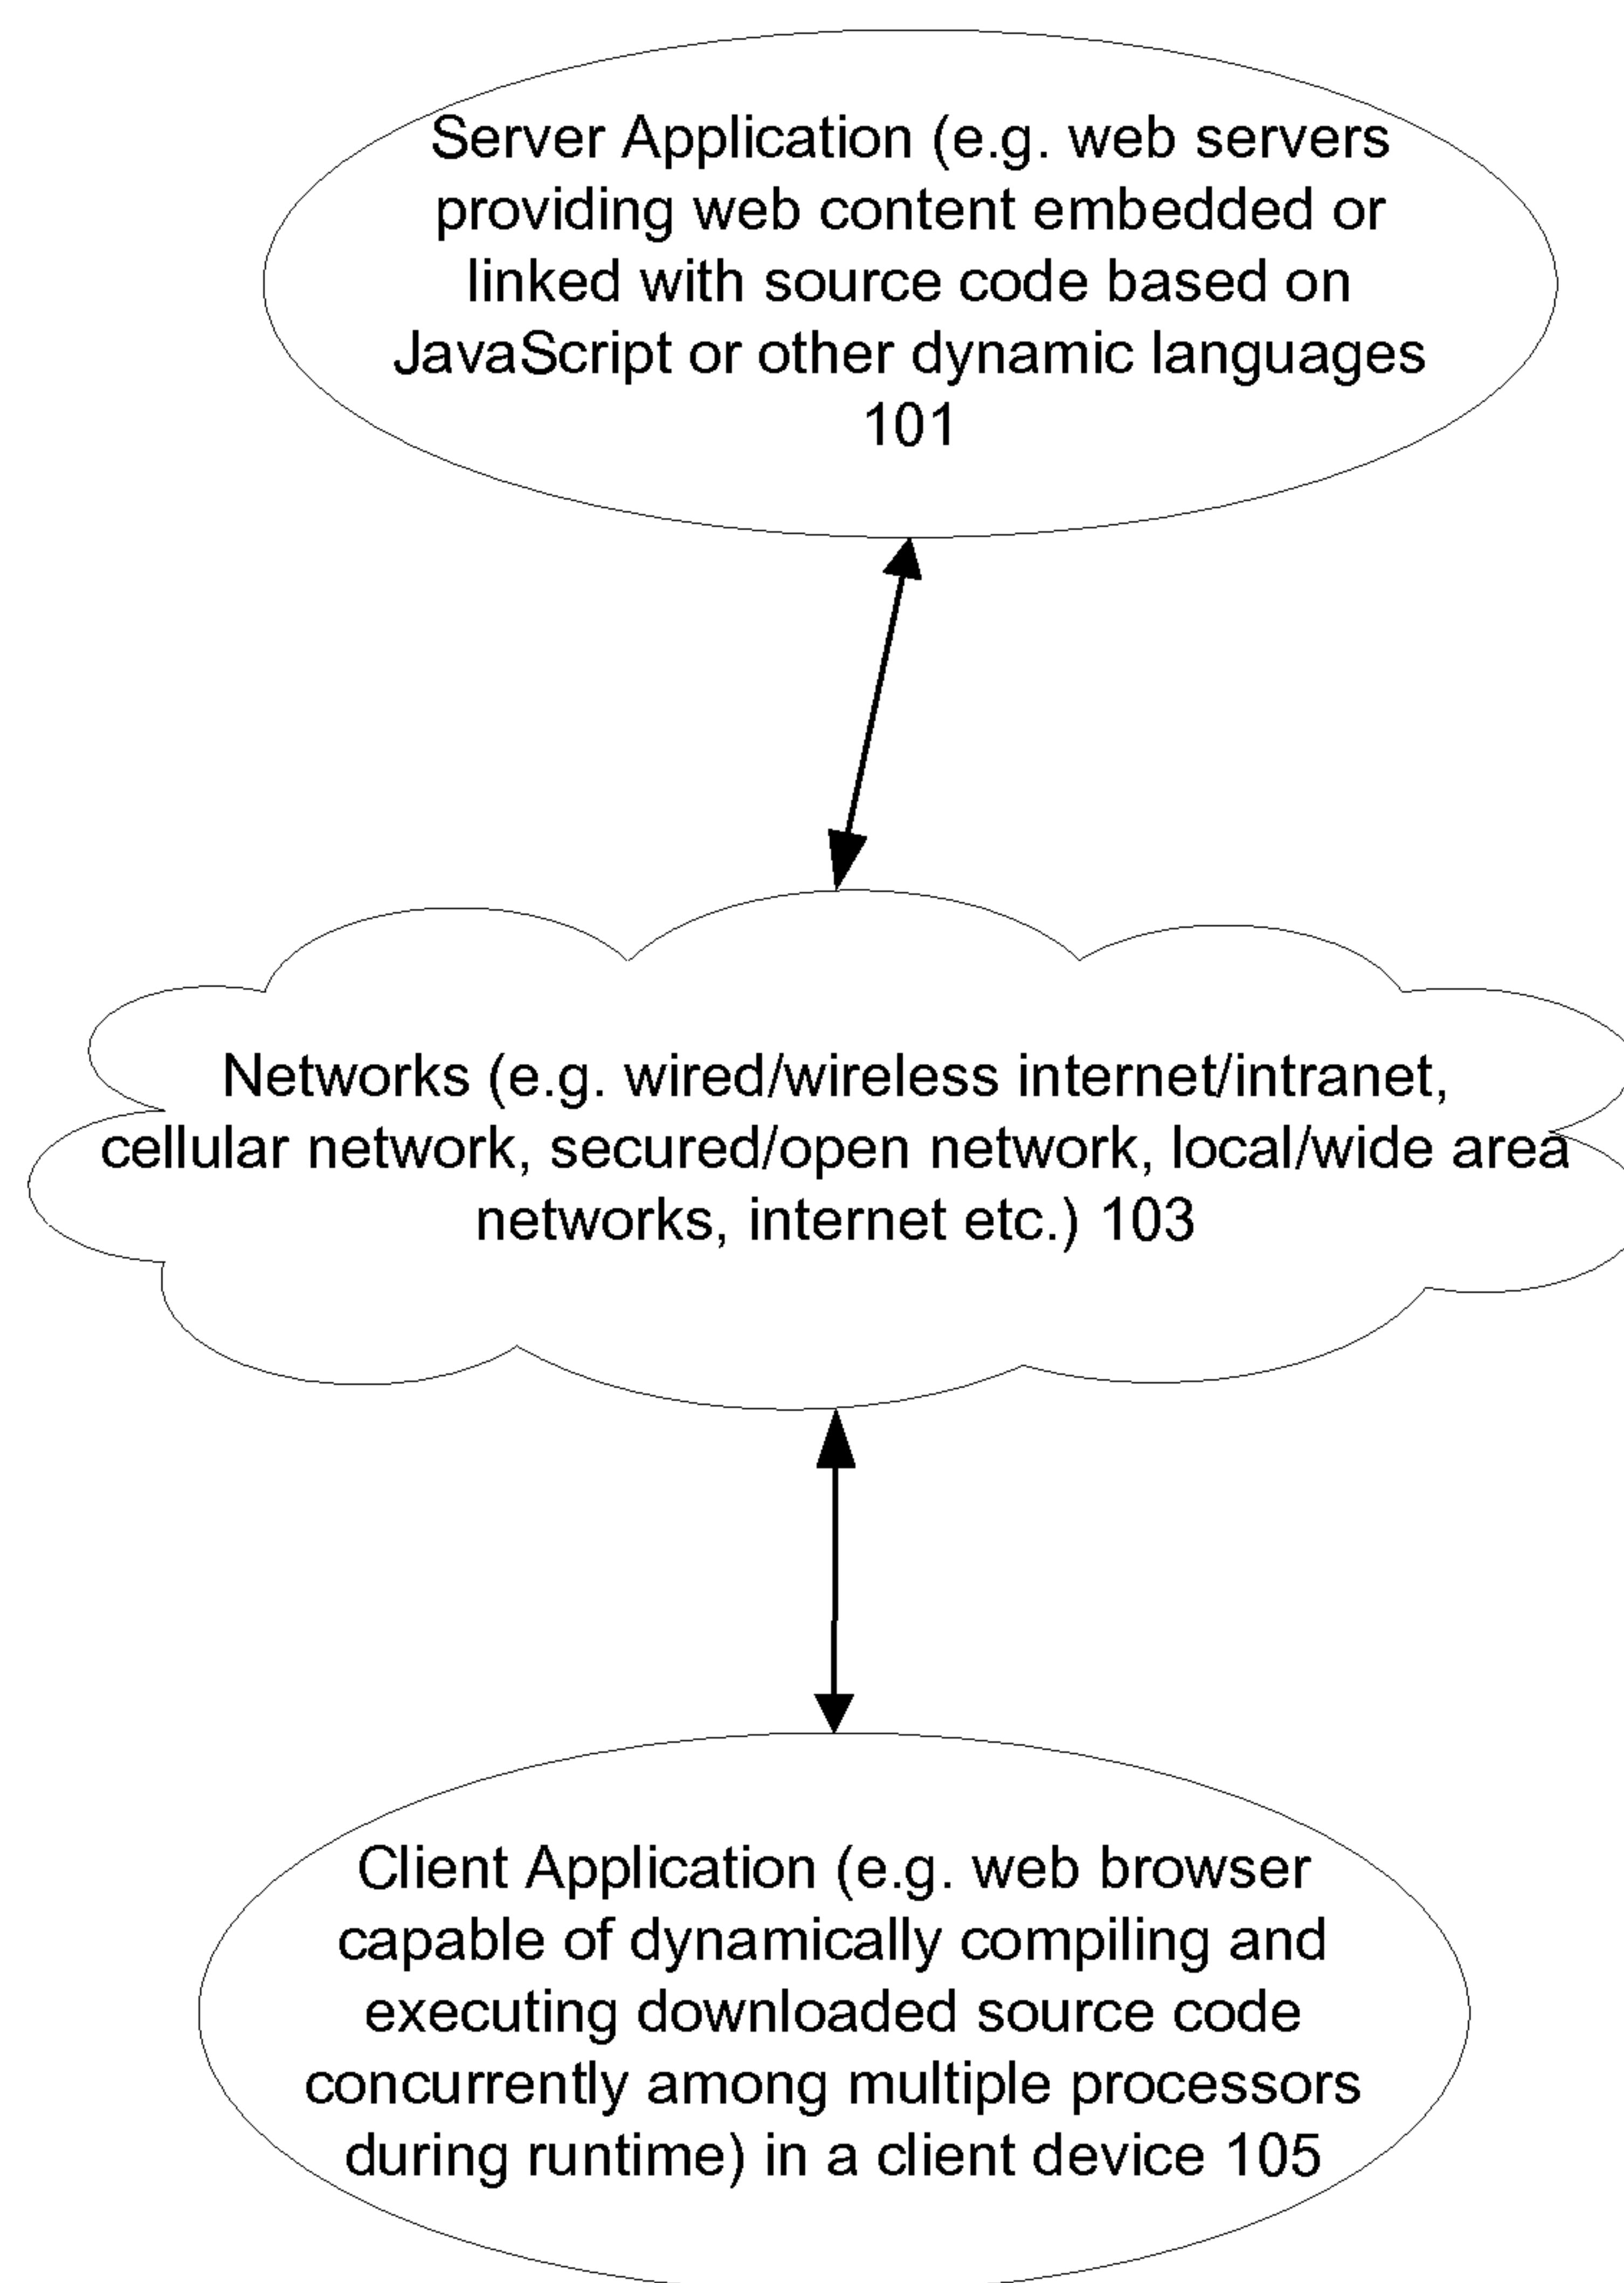 Server Application (e.g. web servers
providing web content embedded or
linked with source code based on
JavaScript or other dynamic languages
101
Networks (e.g. wired/wireless internet/intranet,
cellular network, secured/open network, local/wide area
networks, internet etc.) 103
Client Application (e.g. web browser
capable of dynamically compiling and
executing downloaded source code
concurrently among multiple processors
during runtime) in a client device 105